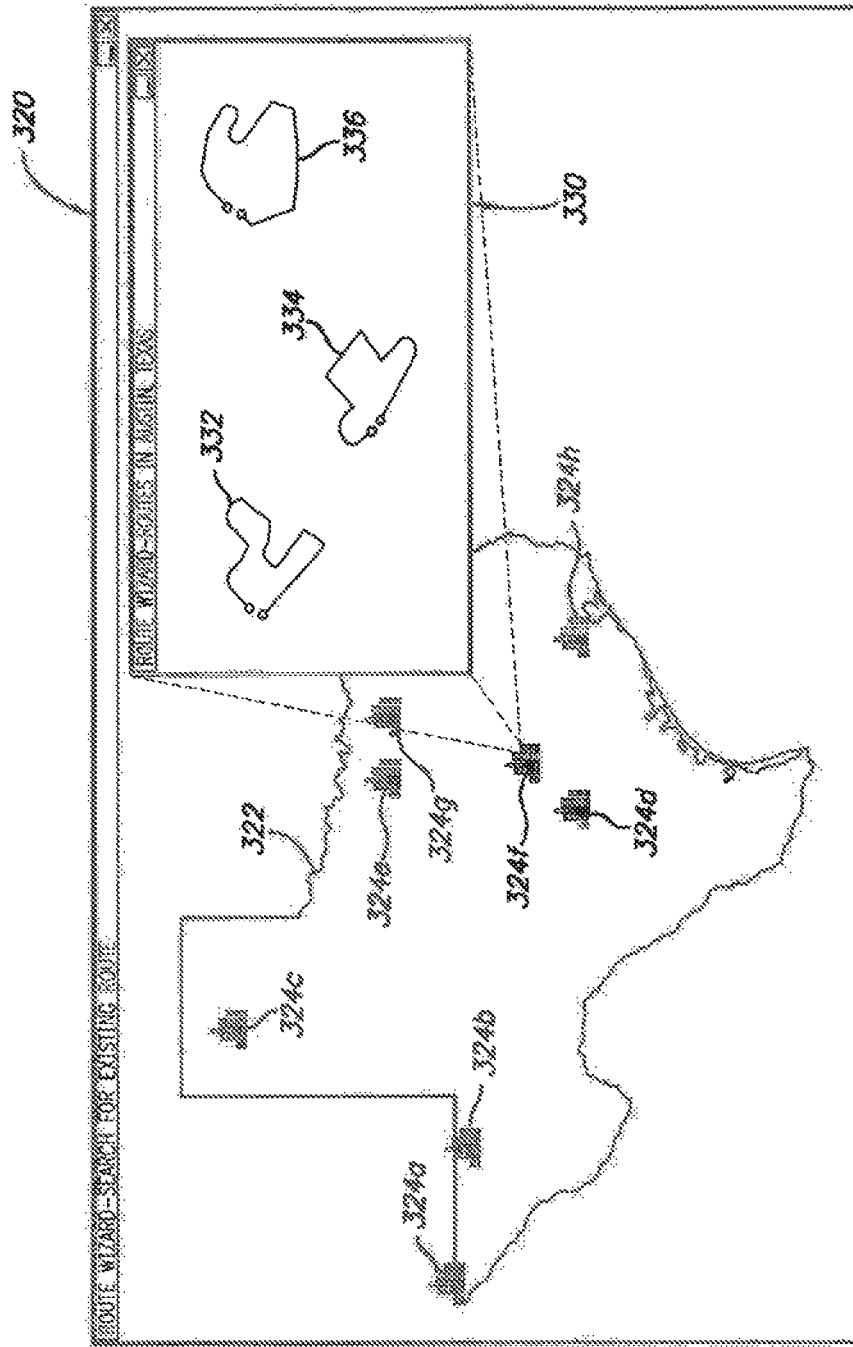 320
ROUTE WIZARD-SEARCH FOR EXISTING ROUTE
ROUTE WIZARD-ROUTES IN AUSTIN, TEXAS
332
334
336
330
322
324a
324b
324c
324e
324g
324f
324d
324h